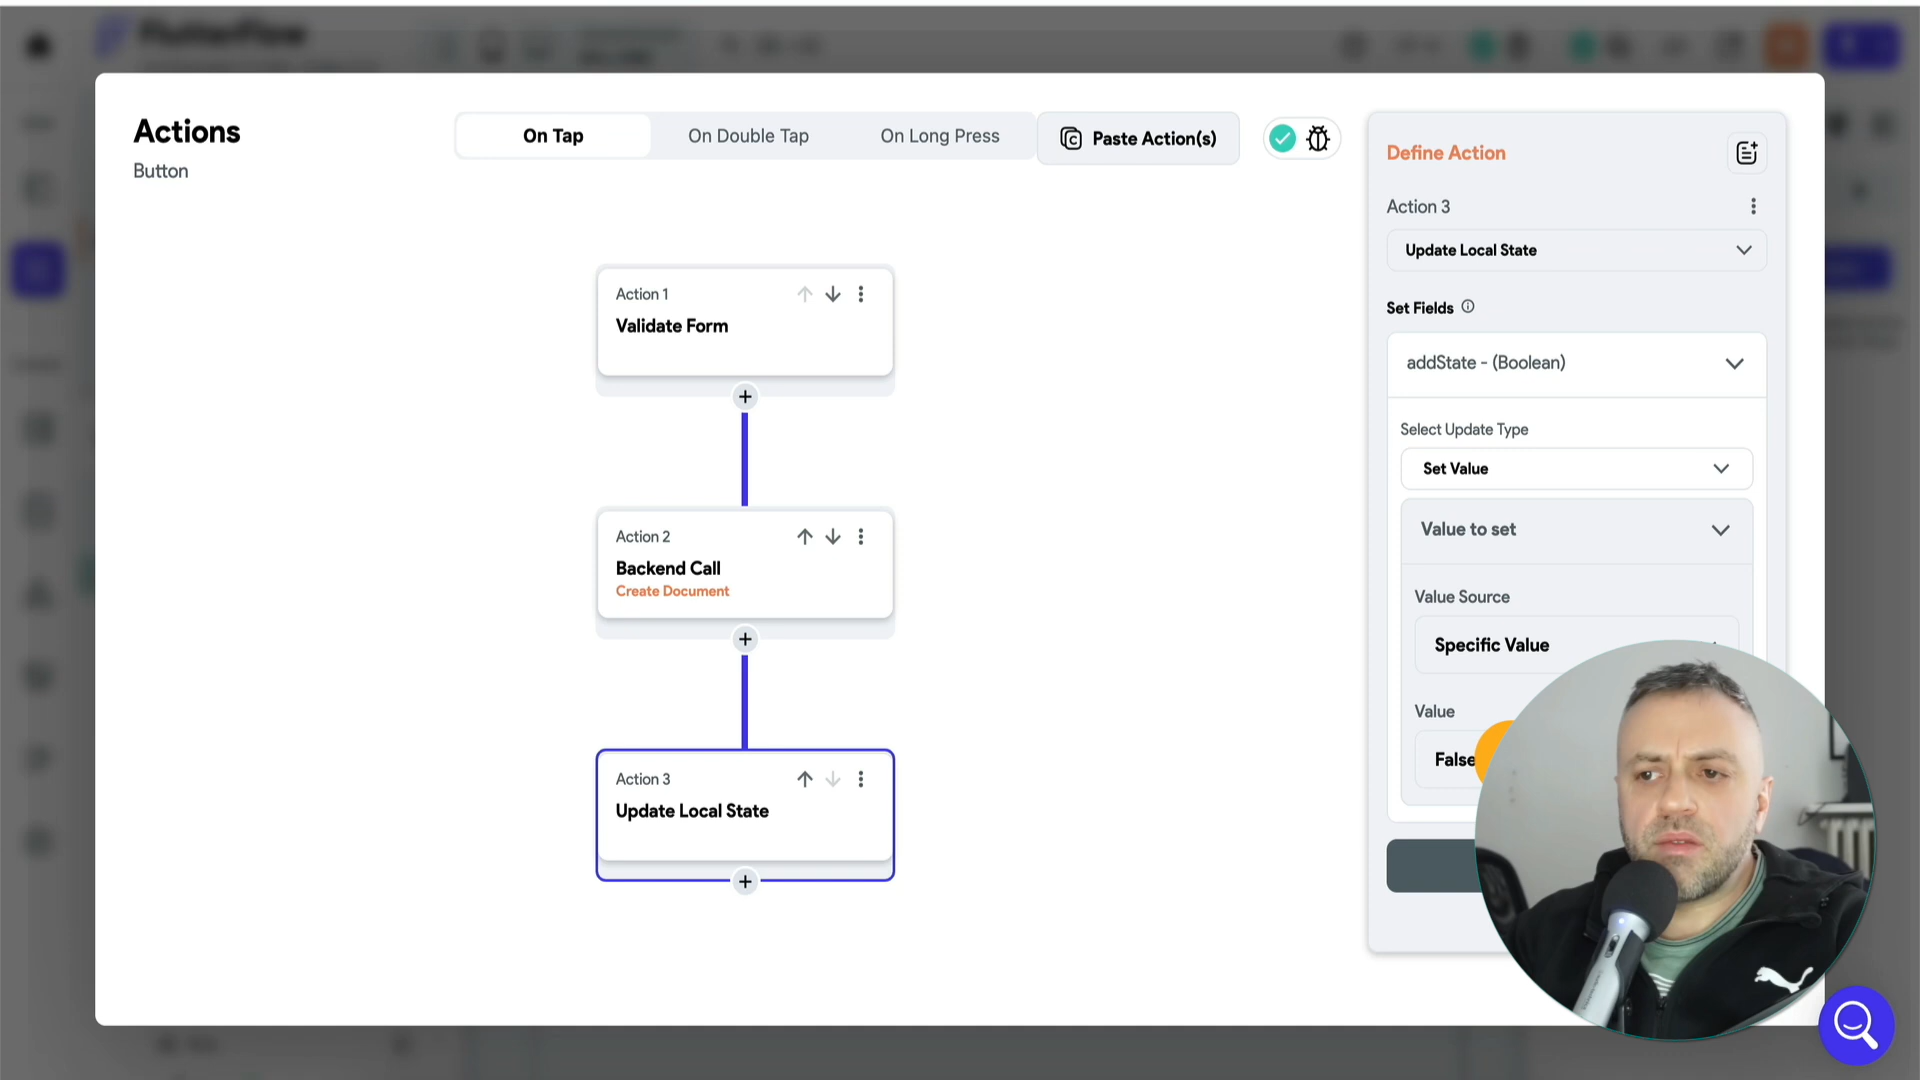 FlutterFlow
Actions
Button
On Tap
On Double Tap
On Long Press
Paste Action(s)
Action 1
Validate Form
Action 2
Backend Call
Create Document
Action 3
Update Local State
Define Action
Action 3
Update Local State
Set Fields
addState - (Boolean)
Select Update Type
Set Value
Value to set
Value Source
Specific Value
Value
False